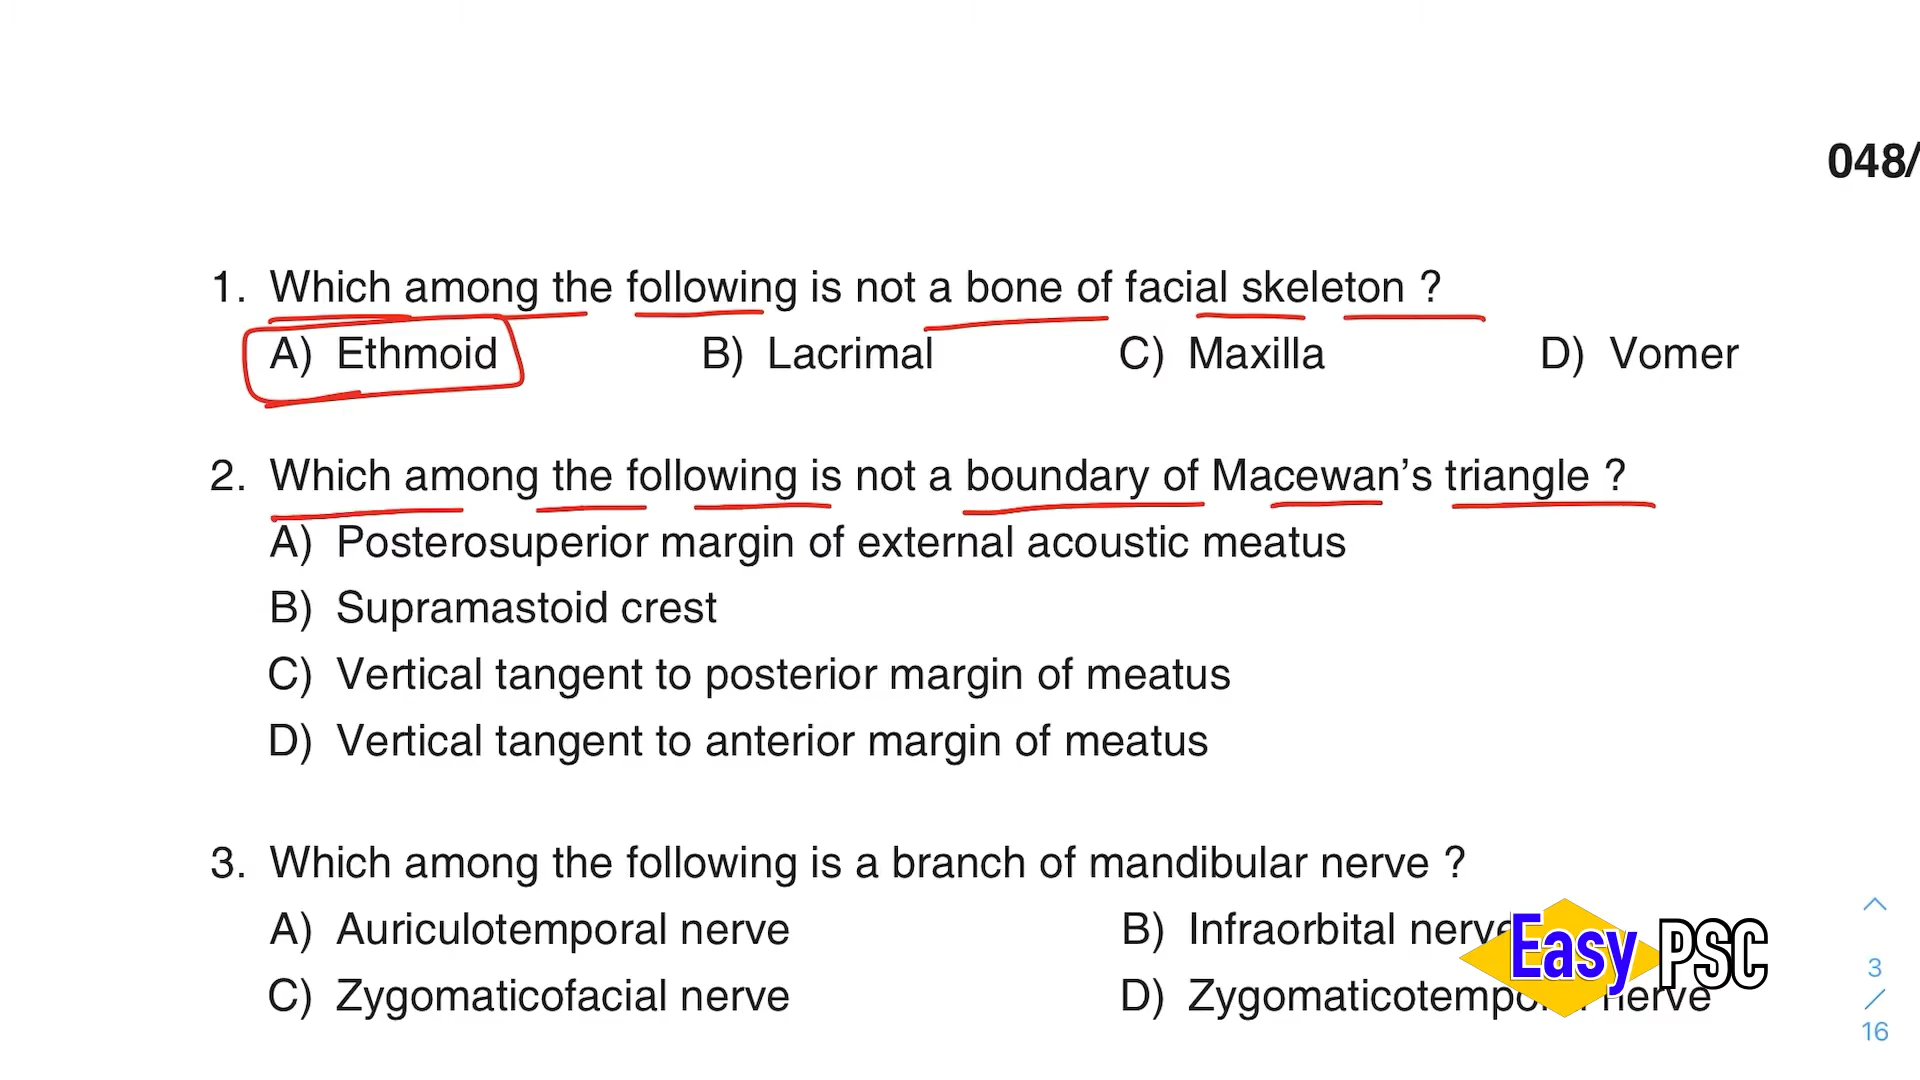 048/
1. Which among the following is not a bone of facial skeleton ?
A) Ethmoid B) Lacrimal C) Maxilla D) Vomer
2. Which among the following is not a boundary of Macewan's triangle ?
A) Posterosuperior margin of external acoustic meatus
B) Supramastoid crest
C) Vertical tangent to posterior margin of meatus
D) Vertical tangent to anterior margin of meatus
3. Which among the following is a branch of mandibular nerve ?
A) Auriculotemporal nerve B) Infraorbital nerve
C) Zygomaticofacial nerve D) Zygomaticotemporal nerve
Easy PSC
3
/
16